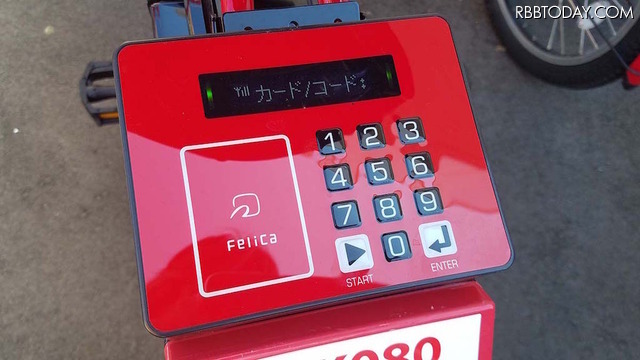 RBBTODAY.COM
カード/コード:
1 2 3
4 5 6
7 8 9
0
FeliCa
START
ENTER
080